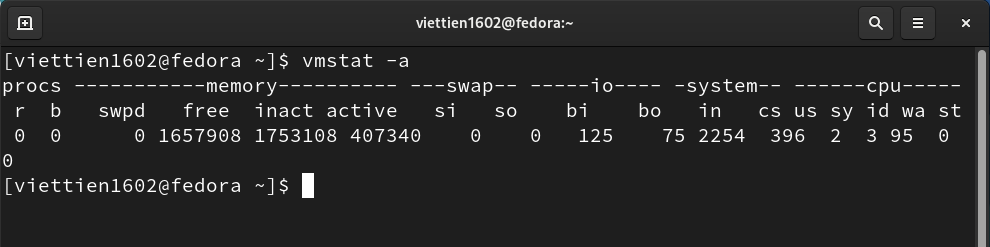 viettien1602@fedora:~
[viettien1602@fedora ~]$ vmstat -a
procs -----------memory---------- ---swap-- -----io---- -system-- ------cpu-----
 r  b   swpd   free  inact active   si   so    bi    bo   in   cs us sy id wa st
 0  0      0 1657908 1753108 407340    0    0   125    75 2254  396  2  3 95  0
0
[viettien1602@fedora ~]$